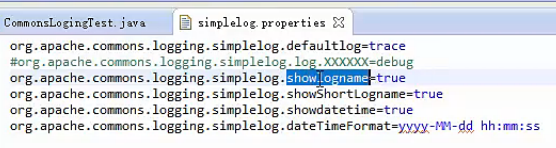 CommonsLogingTest.java
simplelog.properties
org.apache.commons.logging.simplelog.defaultlog=trace
#org.apache.commons.logging.simplelog.log.XXXXXX=debug
org.apache.commons.logging.simplelog.showlogname=true
org.apache.commons.logging.simplelog.showShortLogname=true
org.apache.commons.logging.simplelog.showdatetime=true
org.apache.commons.logging.simplelog.dateTimeFormat=yyyy-MM-dd hh:mm:ss